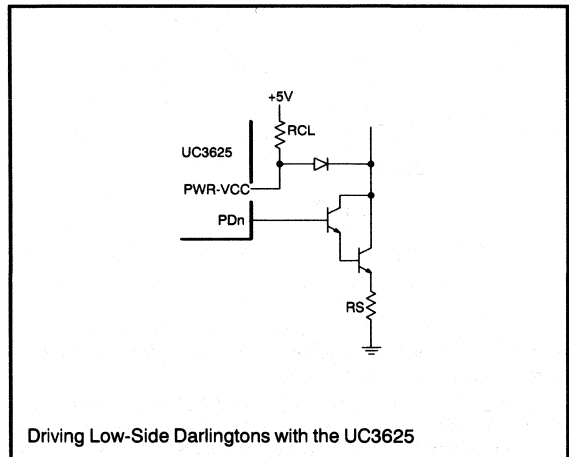 +5V
RCL
UC3625
PWR-VCC
PDn
RS
Driving Low-Side Darlingtons with the UC3625